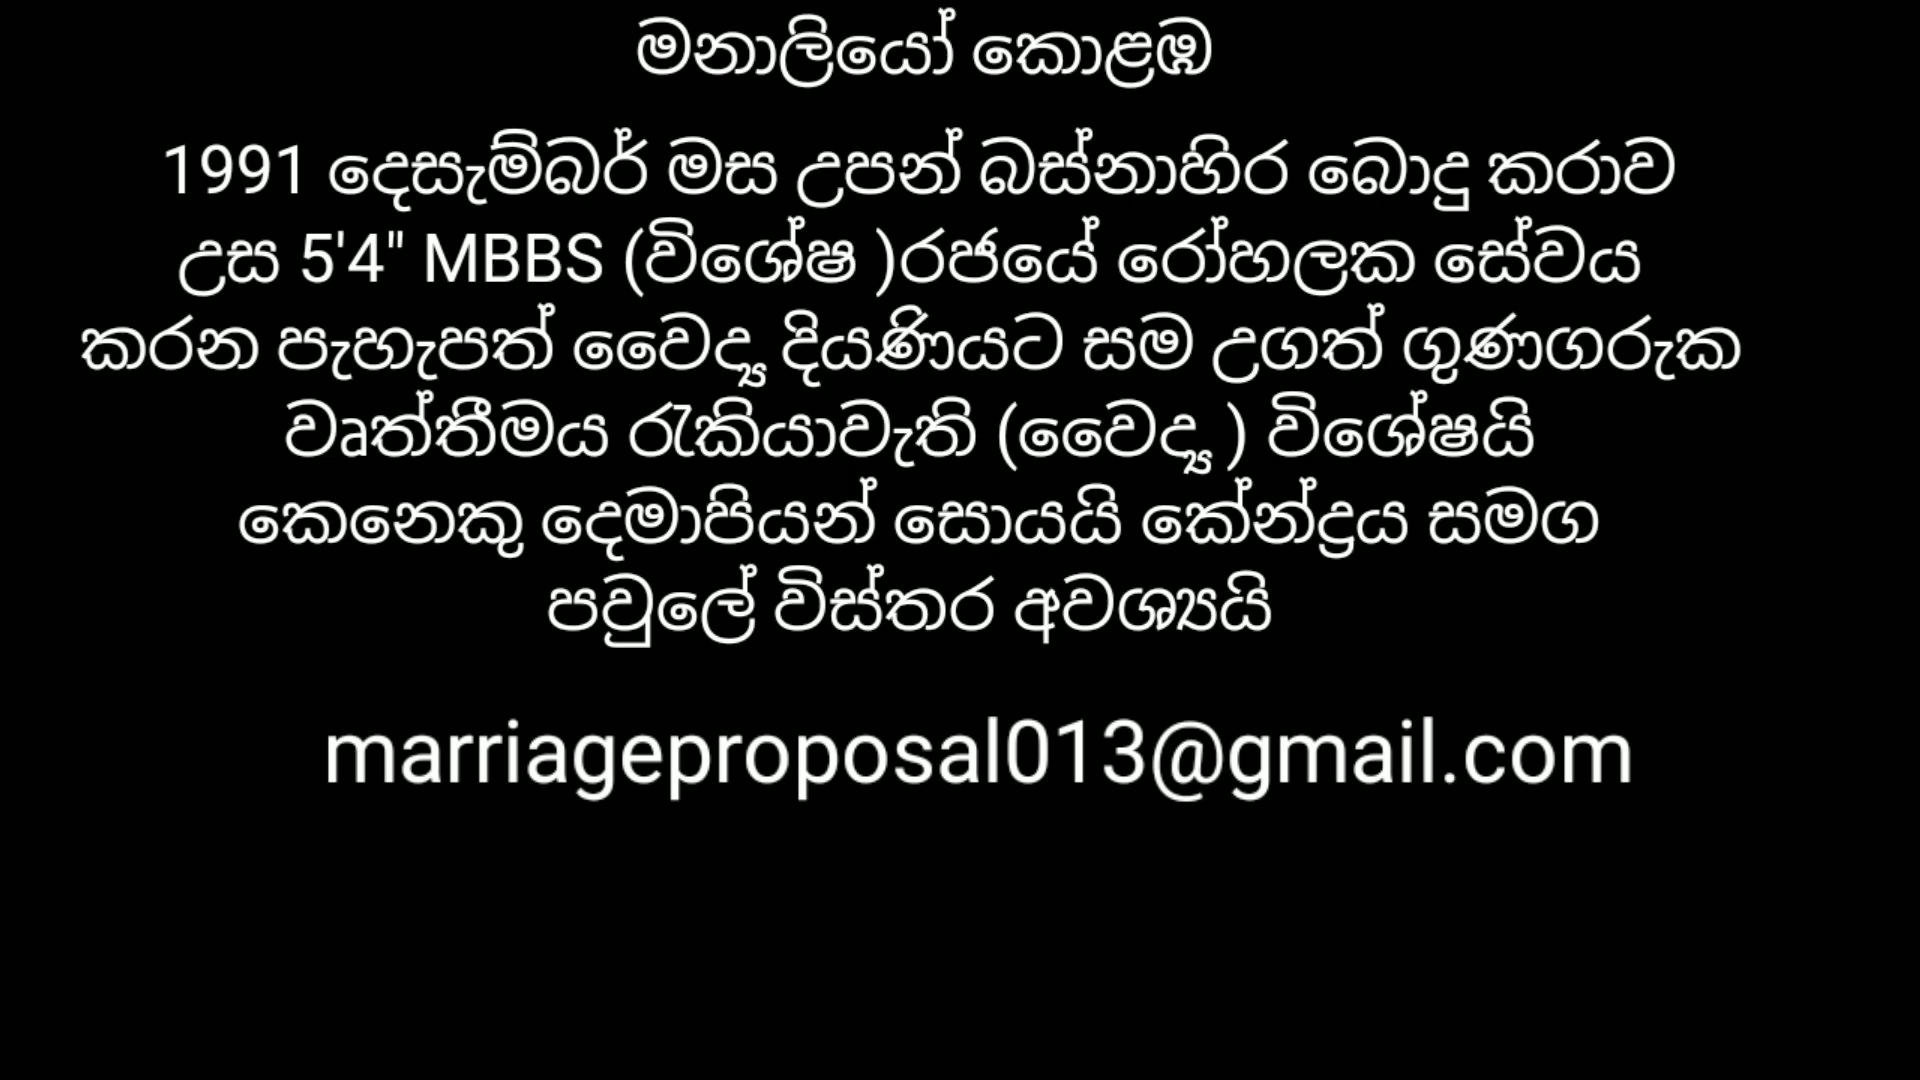 මනාලියෝ කොළඹ
1991 දෙසැම්බර් මස උපන් බස්නාහිර බොදු කරාව
උස 5'4" MBBS (විශේෂ )රජයේ රෝහලක සේවය
කරන පැහැපත් වෛද්‍ය දියණියට සම උගත් ගුණගරුක
වෘත්තීමය රැකියාවැති (වෛද්‍ය ) විශේෂයි
කෙනෙකු දෙමාපියන් සොයයි කේන්ද්‍රය සමග
පවුලේ විස්තර අවශ්‍යයි
marriageproposal013@gmail.com